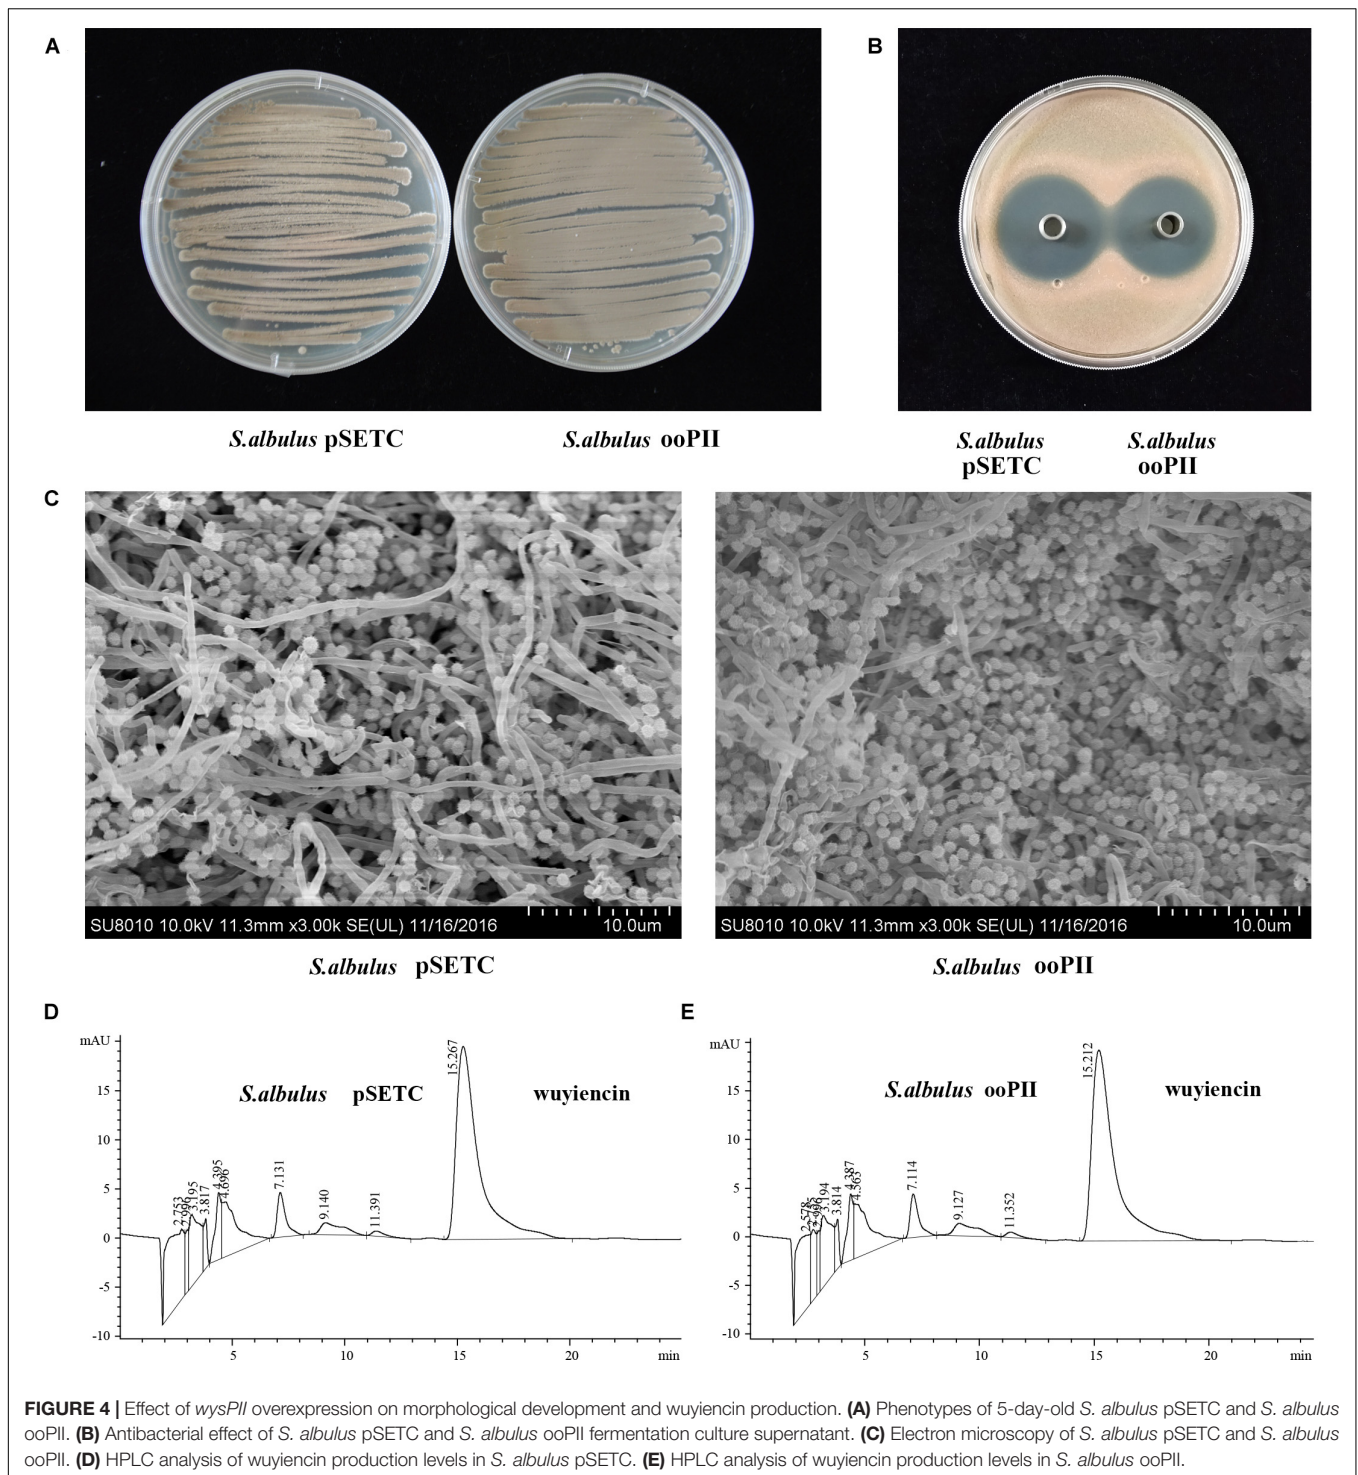 A
B
S.albulus pSETC
S.albulus ooPII
S.albulus
pSETC
S.albulus
ooPII
C
SU8010 10.0kV 11.3mm x3.00k SE(UL) 11/16/2016
10.0um
SU8010 10.0kV 11.3mm x3.00k SE(UL) 11/16/2016
10.0um
S.albulus pSETC
S.albulus ooPII
D
mAU
15
10
5
0
-5
-10
2.753
3.195
3.817
4.395
4.696
7.131
9.140
11.391
15.267
S.albulus pSETC
wuyiencin
5
10
15
20
min
E
mAU
15
10
5
0
-5
-10
2.578
3.194
3.814
4.387
4.563
7.114
9.127
11.352
15.212
S.albulus ooPII
wuyiencin
5
10
15
20
min
FIGURE 4 | Effect of wysPII overexpression on morphological development and wuyiencin production. (A) Phenotypes of 5-day-old S. albulus pSETC and S. albulus
ooPII. (B) Antibacterial effect of S. albulus pSETC and S. albulus ooPII fermentation culture supernatant. (C) Electron microscopy of S. albulus pSETC and S. albulus
ooPII. (D) HPLC analysis of wuyiencin production levels in S. albulus pSETC. (E) HPLC analysis of wuyiencin production levels in S. albulus ooPII.